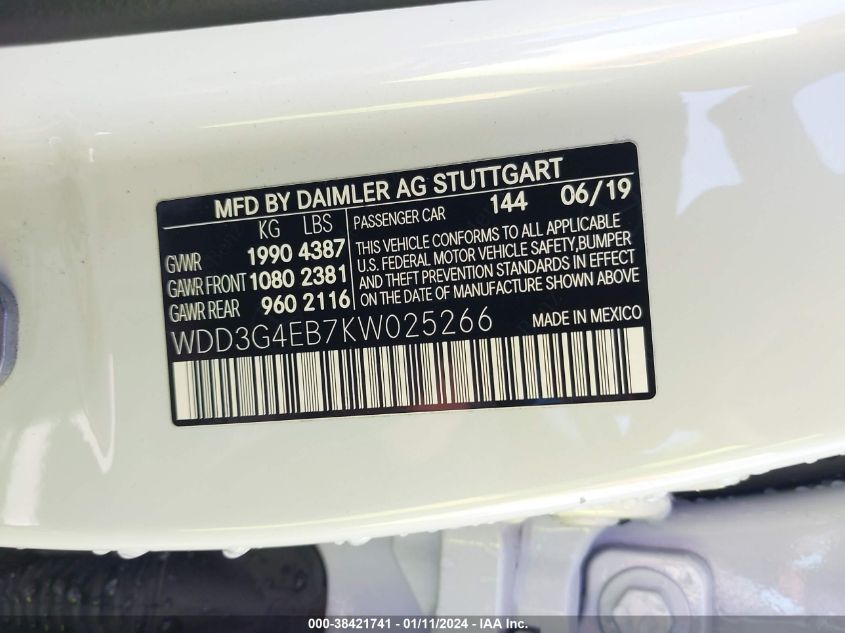 MFD BY DAIMLER AG STUTTGART
KG LBS
GVWR 1990 4387
GAWR FRONT 1080 2381
GAWR REAR 960 2116
PASSENGER CAR 144 06/19
THIS VEHICLE CONFORMS TO ALL APPLICABLE
U.S. FEDERAL MOTOR VEHICLE SAFETY,BUMPER
AND THEFT PREVENTION STANDARDS IN EFFECT
ON THE DATE OF MANUFACTURE SHOWN ABOVE
WDD3G4EB7KW025266
MADE IN MEXICO
000-38421741 - 01/11/2024 - IAA Inc.